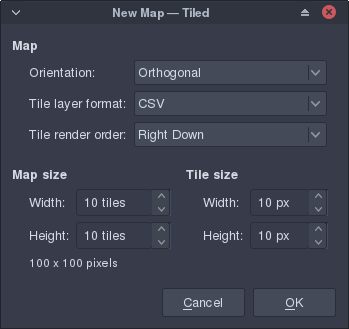 New Map — Tiled
Map
Orientation: Orthogonal
Tile layer format: CSV
Tile render order: Right Down
Map size Tile size
Width: 10 tiles Width: 10 px
Height: 10 tiles Height: 10 px
100 x 100 pixels
Cancel OK